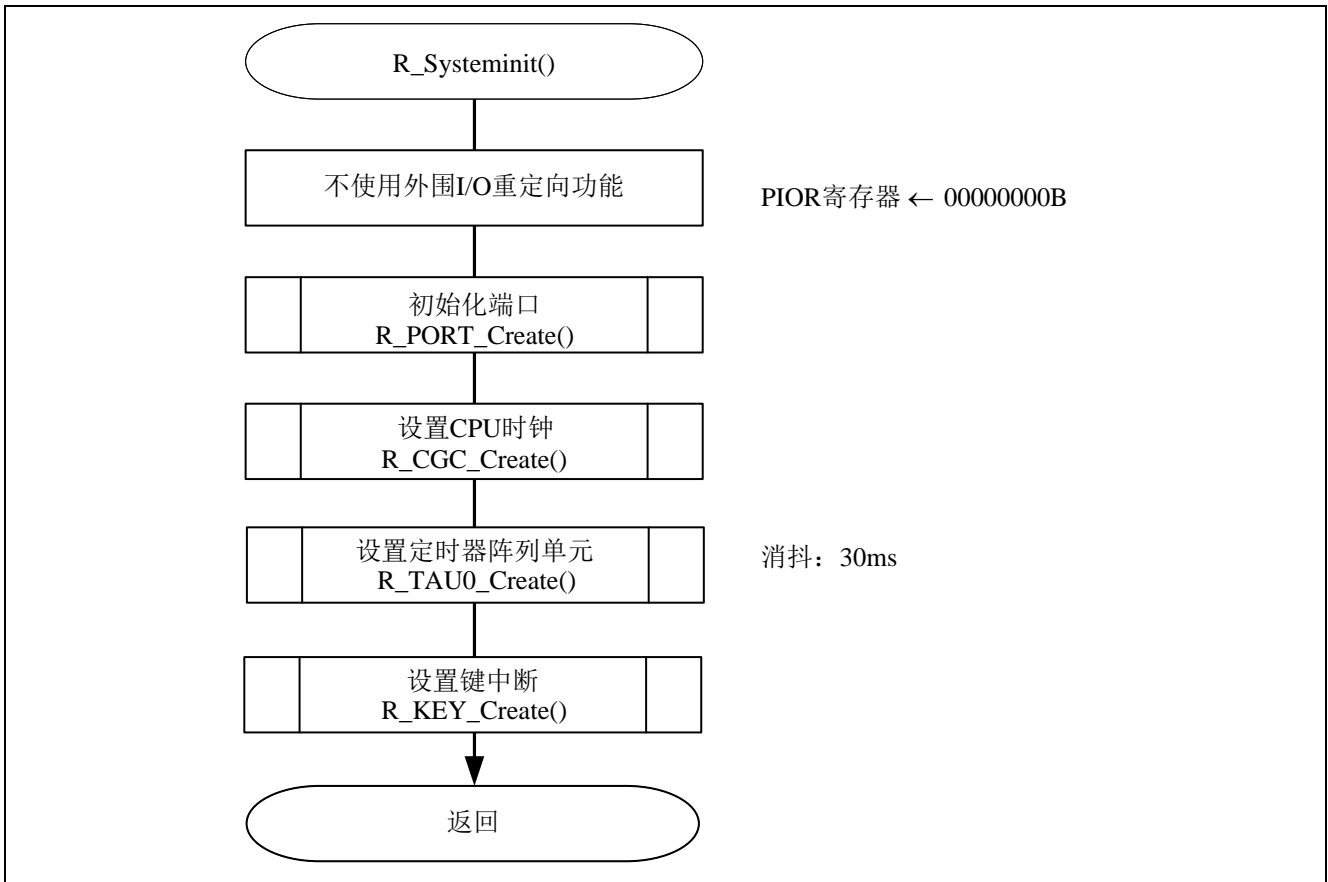 R_Systeminit()
不使用外围I/O重定向功能
PIOR寄存器 ← 00000000B
初始化端口
R_PORT_Create()
设置CPU时钟
R_CGC_Create()
设置定时器阵列单元
R_TAU0_Create()
消抖：30ms
设置键中断
R_KEY_Create()
返回